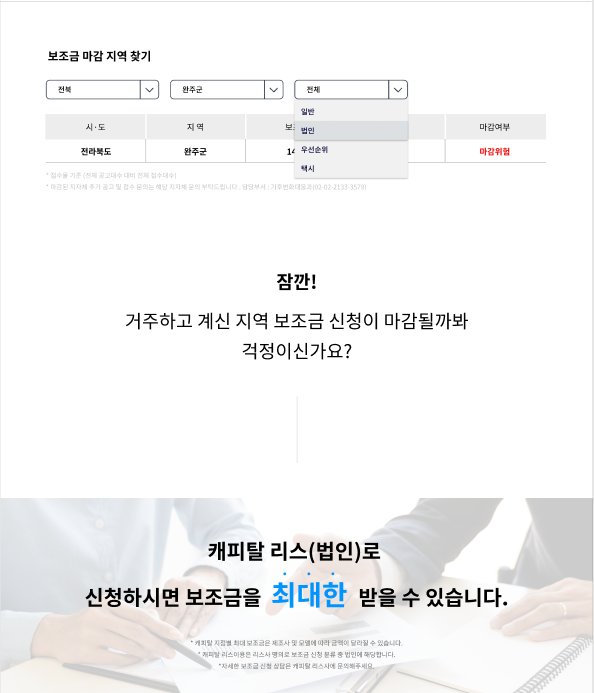 보조금 마감 지역 찾기
전북 완주군 전체
일반
법인
우선순위
택시
시·도 지역 보조 마감여부
전라북도 완주군 14 마감위험
* 접수율 기준 (전체 공고대수 대비 전체 접수대수)
* 마감된 지자체 추가 공고 및 접수 문의는 해당 지자체 문의 부탁드립니다. 담당부서 : 기후변화대응과(02-02-2133-3579)
잠깐!
거주하고 계신 지역 보조금 신청이 마감될까봐
걱정이신가요?
캐피탈 리스(법인)로
신청하시면 보조금을 최대한 받을 수 있습니다.
* 캐피탈 지점별 최대 보조금은 제조사 및 모델에 따라 금액이 달라질 수 있습니다.
* 캐피탈 리스이용은 리스사 명의로 보조금 신청 분류 중 법인에 해당합니다.
*자세한 보조금 신청 상담은 캐피탈 리스사에 문의해주세요.